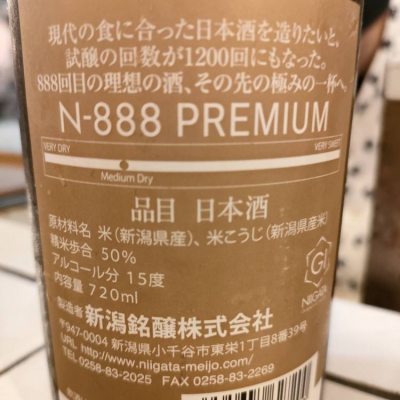 現代の食に合った日本酒を造りたいと、
試醸の回数が1200回にもなった。
888回目の理想の酒、その先の極みの一杯へ。
N-888 PREMIUM
VERY DRY VERY SWEET
Medium Dry
品目 日本酒
原材料名 米(新潟県産)、米こうじ(新潟県産米)
精米歩合 50%
アルコール分 15度
内容量 720ml
GI
NIIGATA
製造者 新潟銘醸株式会社
〒947-0004 新潟県小千谷市東栄1丁目8番39号
URL http://www.niigata-meijo.com/
TEL 0258-83-2025 FAX 0258-83-2269